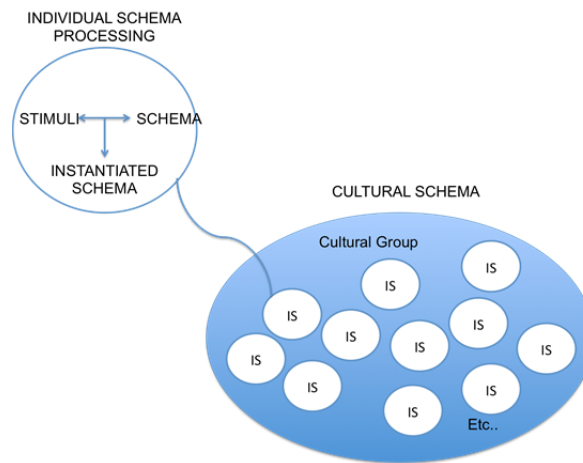 INDIVIDUAL SCHEMA
PROCESSING
STIMULI
SCHEMA
INSTANTIATED
SCHEMA
CULTURAL SCHEMA
Cultural Group
IS
IS
IS
IS
IS
IS
IS
IS
IS
IS
IS
Etc..